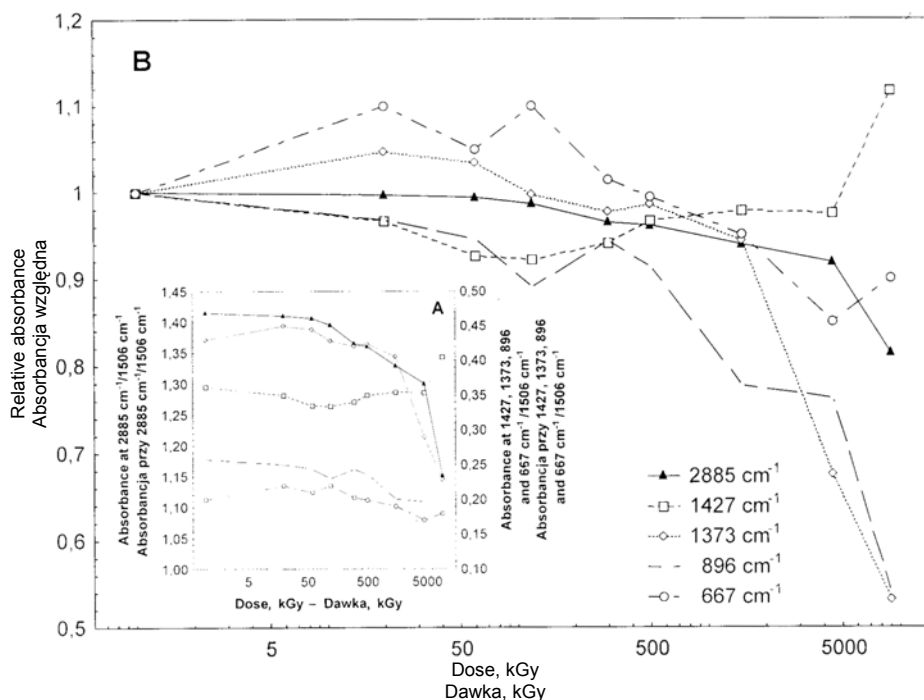 1,2
1,1
1
0,9
0,8
0,7
0,6
0,5
Relative absorbance
Absorbancja względna
B
5
50
500
5000
Dose, kGy
Dawka, kGy
2885 cm-1
1427 cm-1
1373 cm-1
896 cm-1
667 cm-1
A
1,45
1,40
1,35
1,30
1,25
1,20
1,15
1,10
1,05
1,00
Absorbance at 2885 cm-1/1506 cm-1
Absorbancja przy 2885 cm-1/1506 cm-1
0,50
0,45
0,40
0,35
0,30
0,25
0,20
0,15
0,10
Absorbance at 1427, 1373, 896
and 667 cm-1/1506 cm-1
Absorbancja przy 1427, 1373, 896
and 667 cm-1/1506 cm-1
5
50
500
5000
Dose, kGy – Dawka, kGy